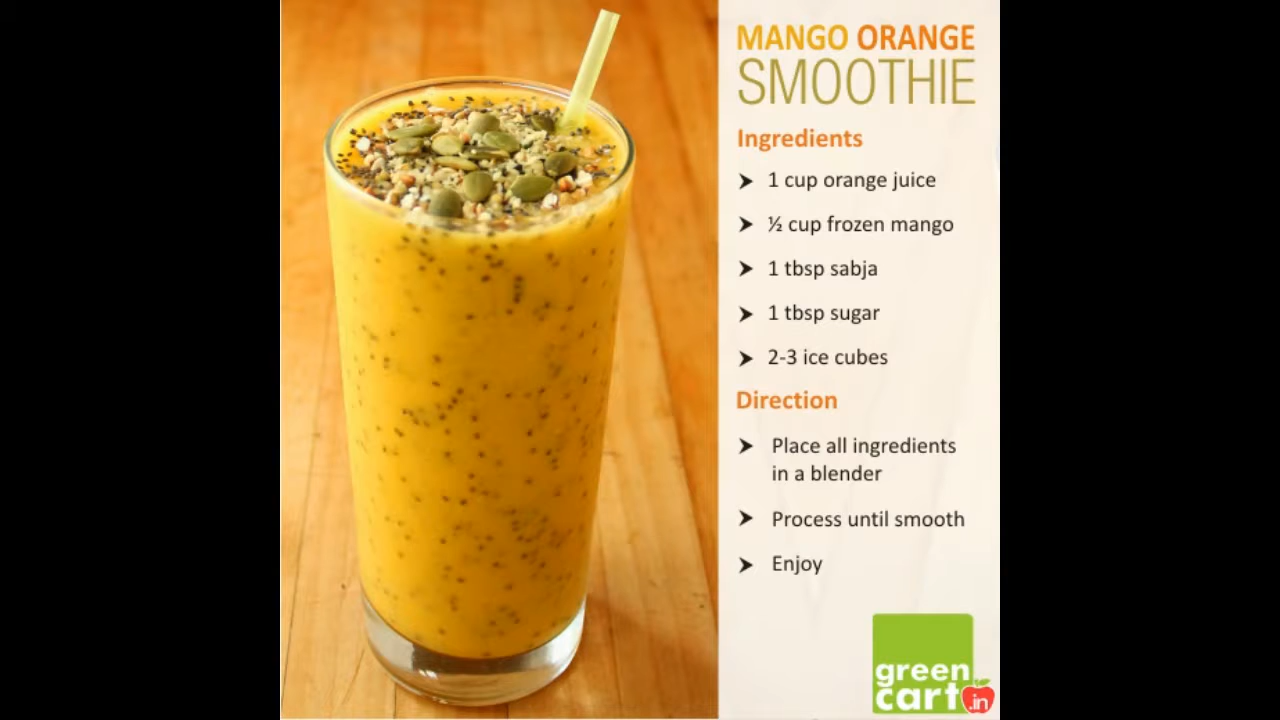 MANGO ORANGE
SMOOTHIE
Ingredients
➤ 1 cup orange juice
➤ ½ cup frozen mango
➤ 1 tbsp sabja
➤ 1 tbsp sugar
➤ 2-3 ice cubes
Direction
➤ Place all ingredients
in a blender
➤ Process until smooth
➤ Enjoy
green
cart.in